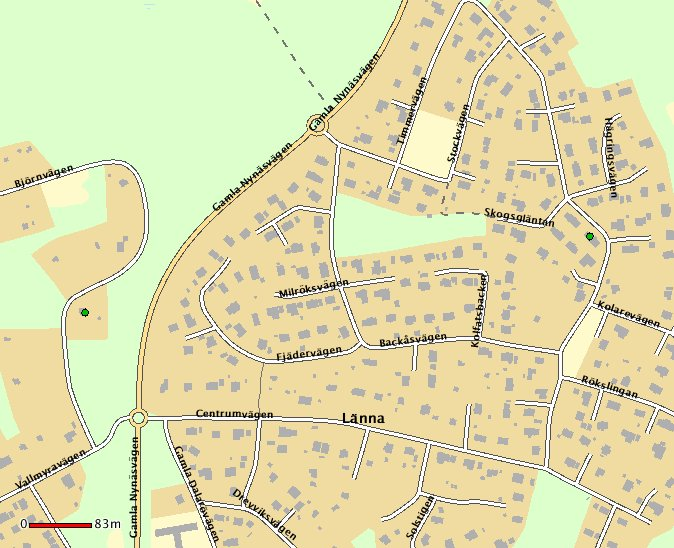 Gamla Nynäsvägen
Timmervägen
Stockvägen
Hägringsvägen
Gamla Nynäsvägen
Björnvägen
Skogsgläntan
Milröksvägen
Kolfatsbacken
Kolarevägen
Backåsvägen
Fjädervägen
Rökslingan
Centrumvägen
Länna
Vallmyravägen
Gamla Nynäsvägen
Gamla Dalarövägen
Drevviksvägen
Solstigen
0 83m